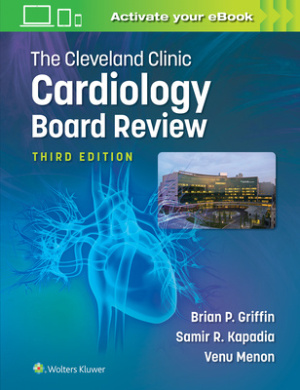 Activate your eBook
The Cleveland Clinic
Cardiology
Board Review
THIRD EDITION
Brian P. Griffin
Samir R. Kapadia
Venu Menon
Wolters Kluwer